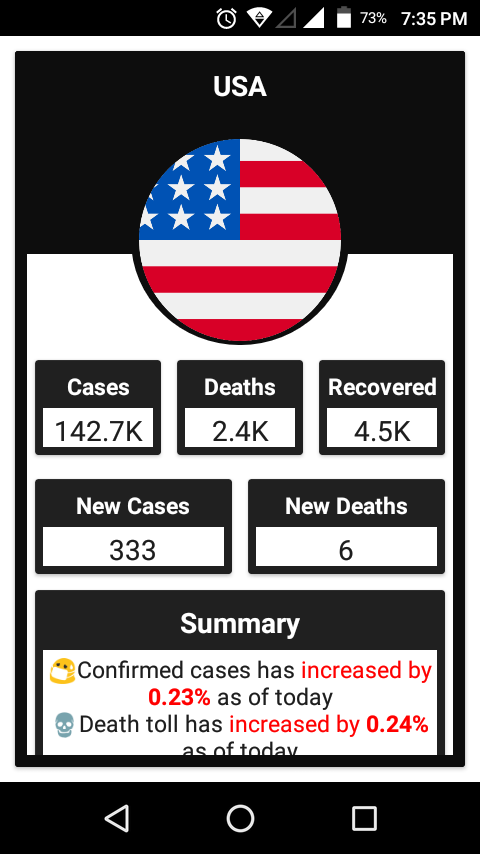 73% 7:35 PM
USA
Cases Deaths Recovered
142.7K 2.4K 4.5K
New Cases New Deaths
333 6
Summary
😷Confirmed cases has increased by
0.23% as of today
💀Death toll has increased by 0.24%
as of today